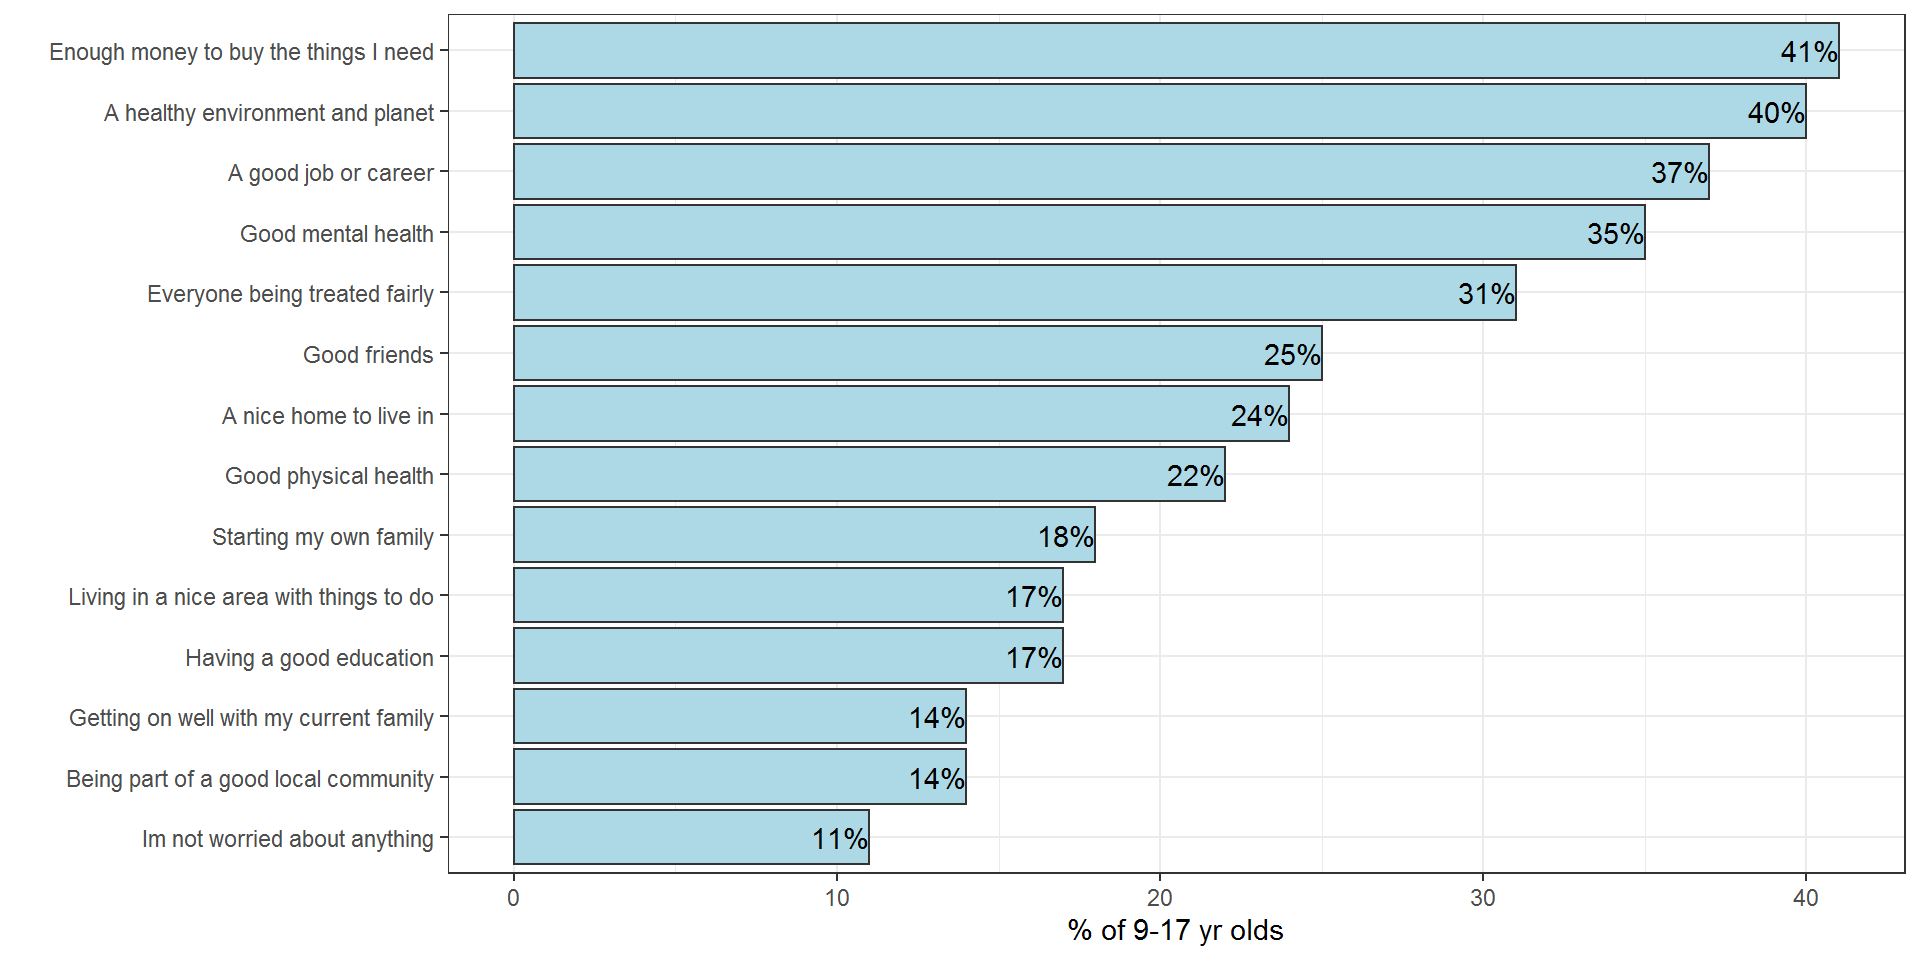 Enough money to buy the things I need 41%
A healthy environment and planet 40%
A good job or career 37%
Good mental health 35%
Everyone being treated fairly 31%
Good friends 25%
A nice home to live in 24%
Good physical health 22%
Starting my own family 18%
Living in a nice area with things to do 17%
Having a good education 17%
Getting on well with my current family 14%
Being part of a good local community 14%
Im not worried about anything 11%
0 10 20 30 40
% of 9-17 yr olds